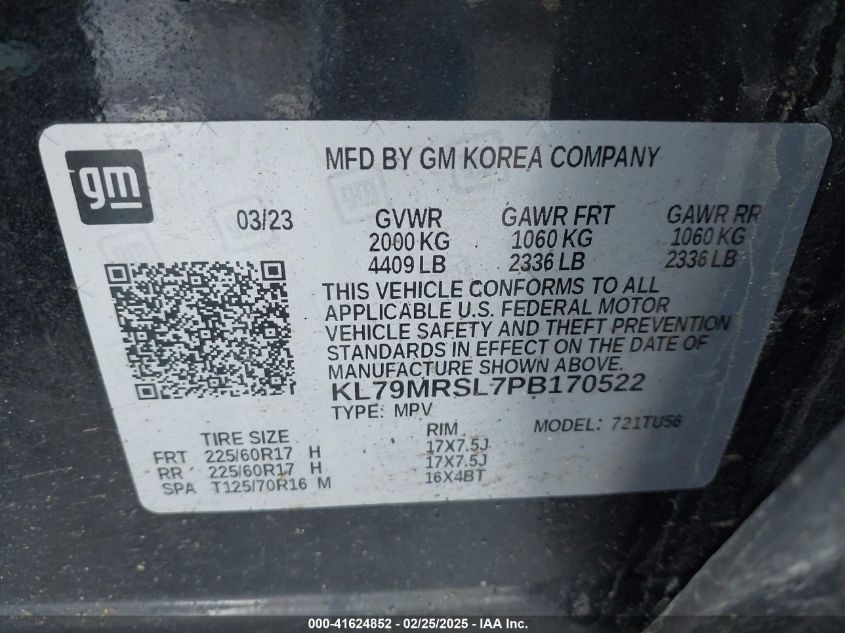 gm
MFD BY GM KOREA COMPANY
03/23 GVWR GAWR FRT GAWR RR
2000 KG 1060 KG 1060 KG
4409 LB 2336 LB 2336 LB
THIS VEHICLE CONFORMS TO ALL
APPLICABLE U.S. FEDERAL MOTOR
VEHICLE SAFETY AND THEFT PREVENTION
STANDARDS IN EFFECT ON THE DATE OF
MANUFACTURE SHOWN ABOVE.
KL79MRSL7PB170522
TYPE: MPV MODEL: 721TU56
TIRE SIZE RIM
FRT 225/60R17 H 17X7.5J
RR 225/60R17 H 17X7.5J
SPA T125/70R16 M 16X4BT
000-41624852 - 02/25/2025 - IAA Inc.